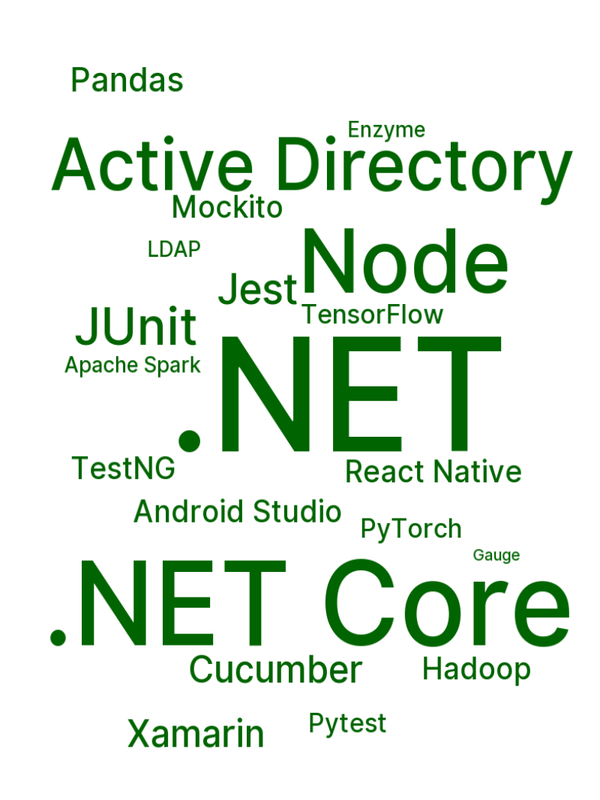 Pandas
Enzyme
Active Directory
Mockito
LDAP
Node
Jest
TensorFlow
JUnit
.NET
Apache Spark
TestNG
React Native
Android Studio
PyTorch
Gauge
.NET Core
Cucumber
Hadoop
Xamarin
Pytest